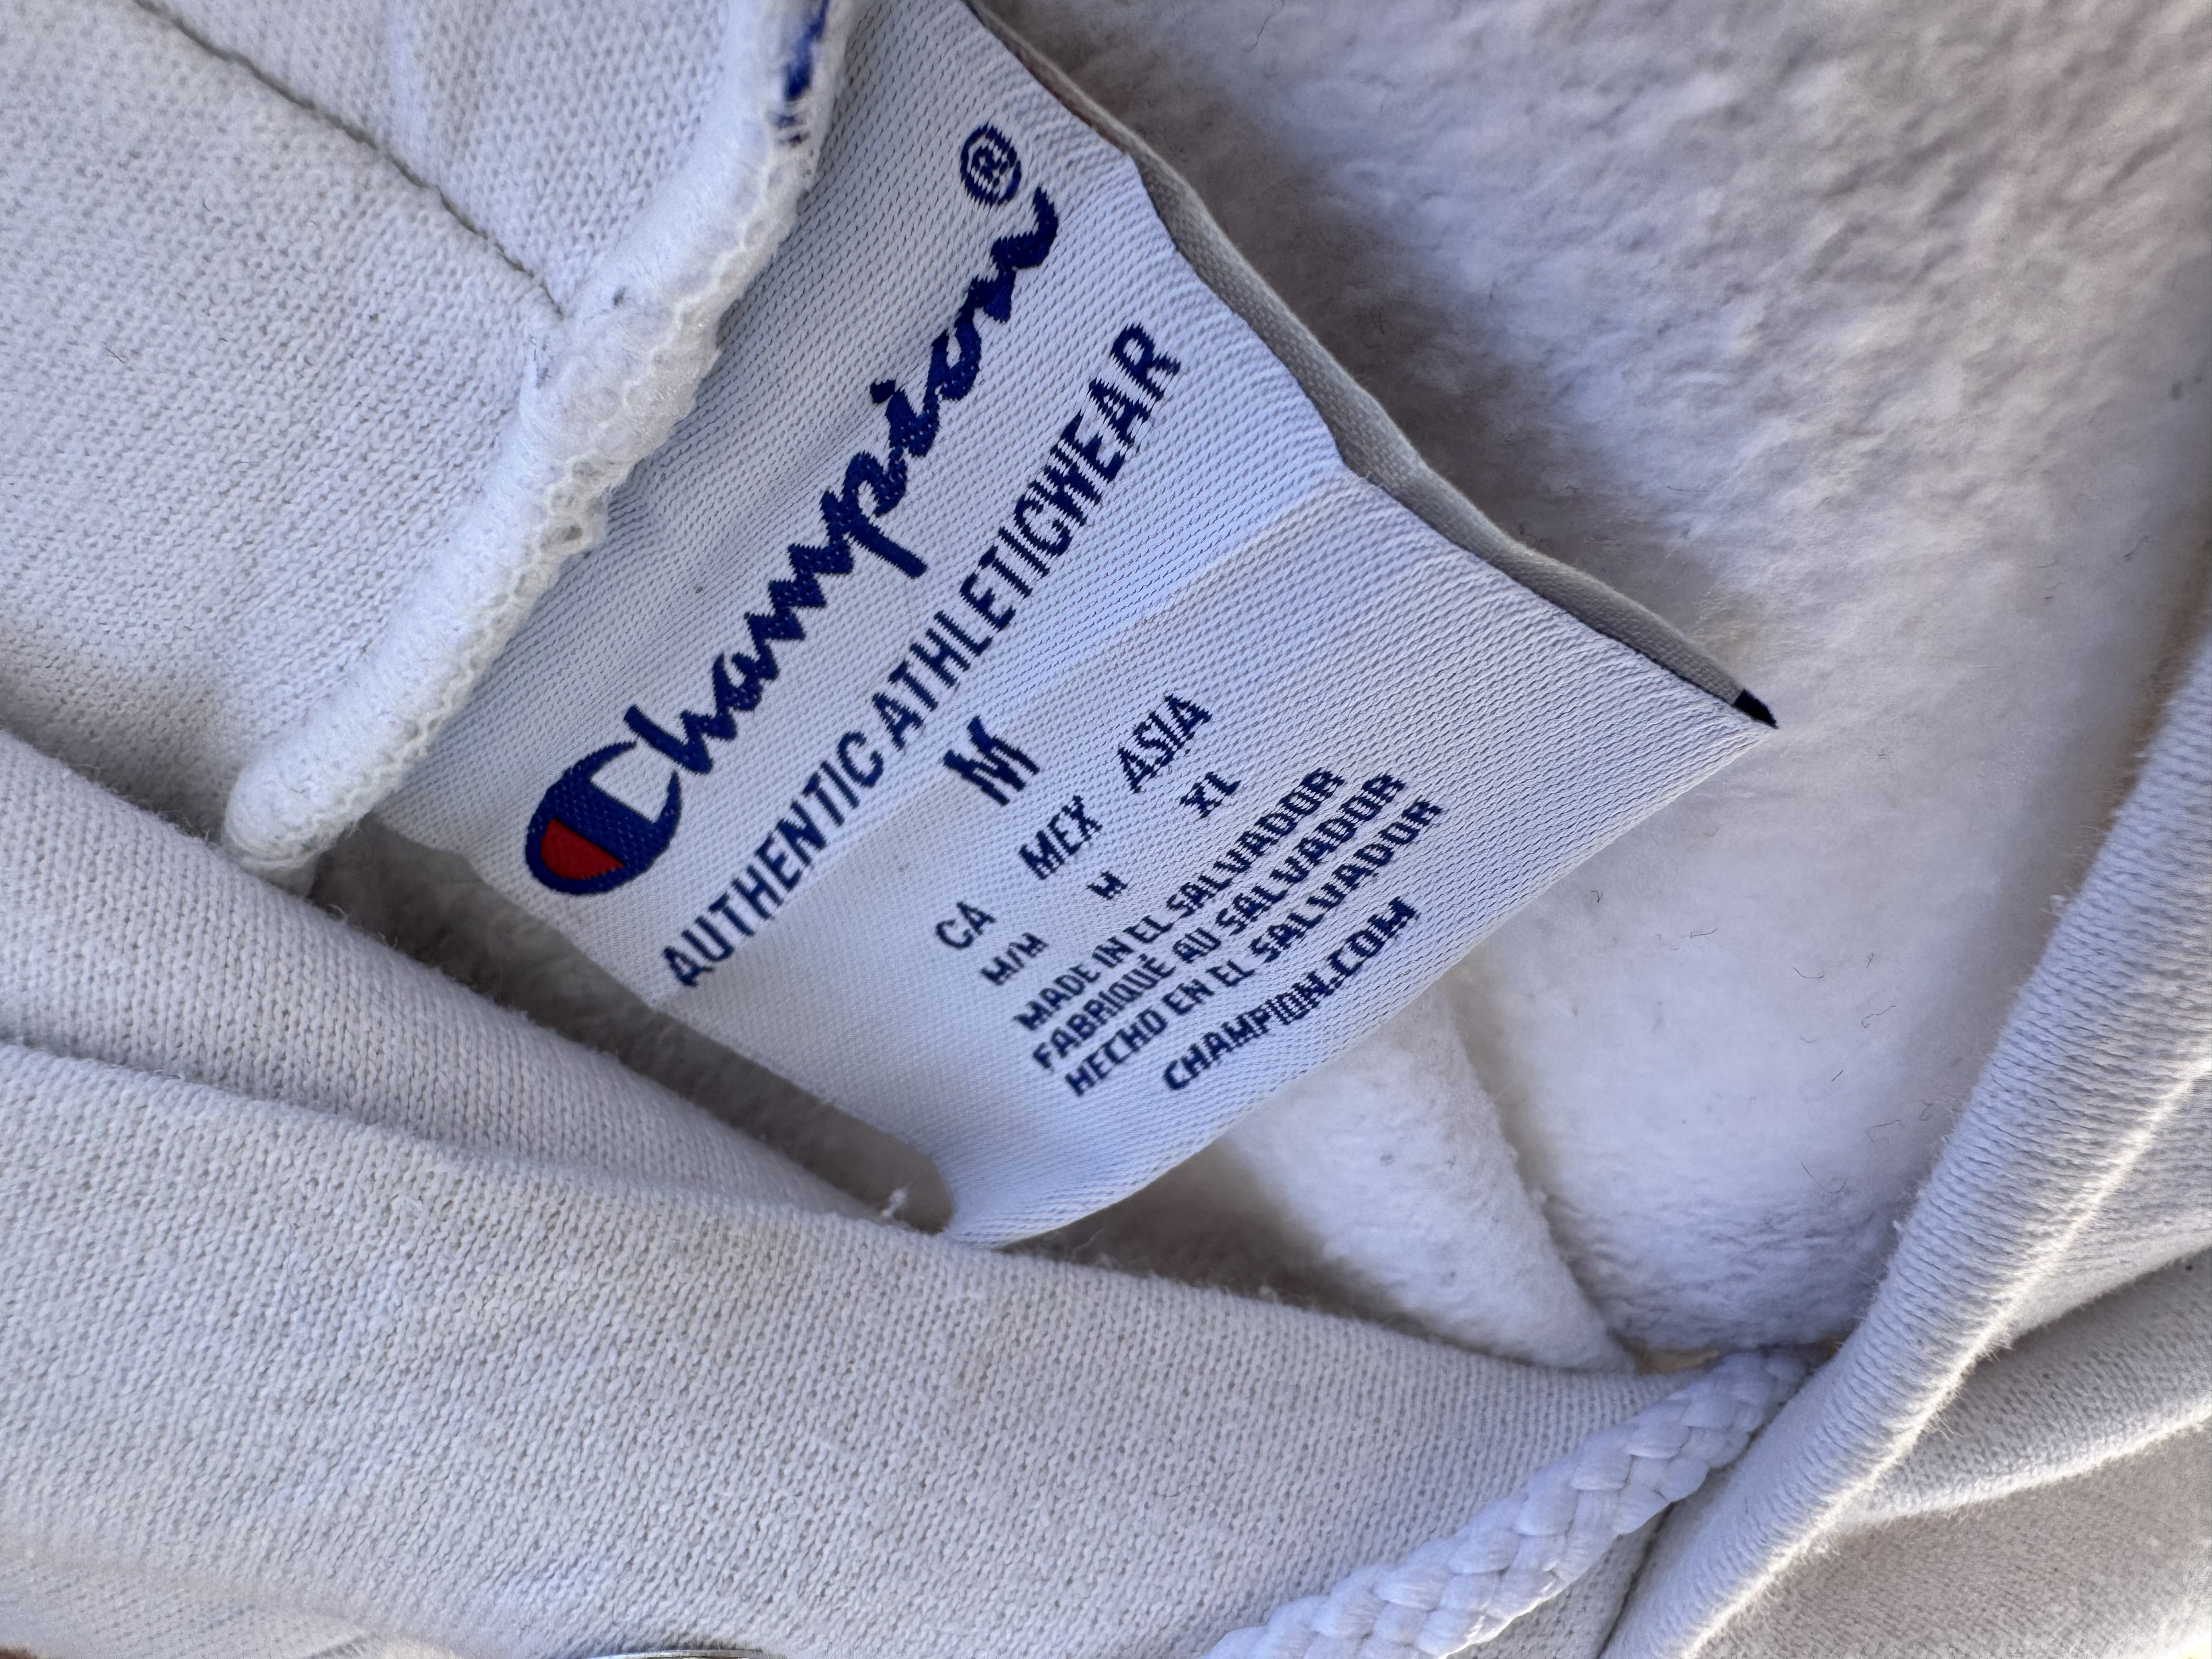 Champion®
AUTHENTIC ATHLETICWEAR
M
CA MEX ASIA
M/M M XL
MADE IN EL SALVADOR
FABRIQUÉ AU SALVADOR
HECHO EN EL SALVADOR
CHAMPION.COM